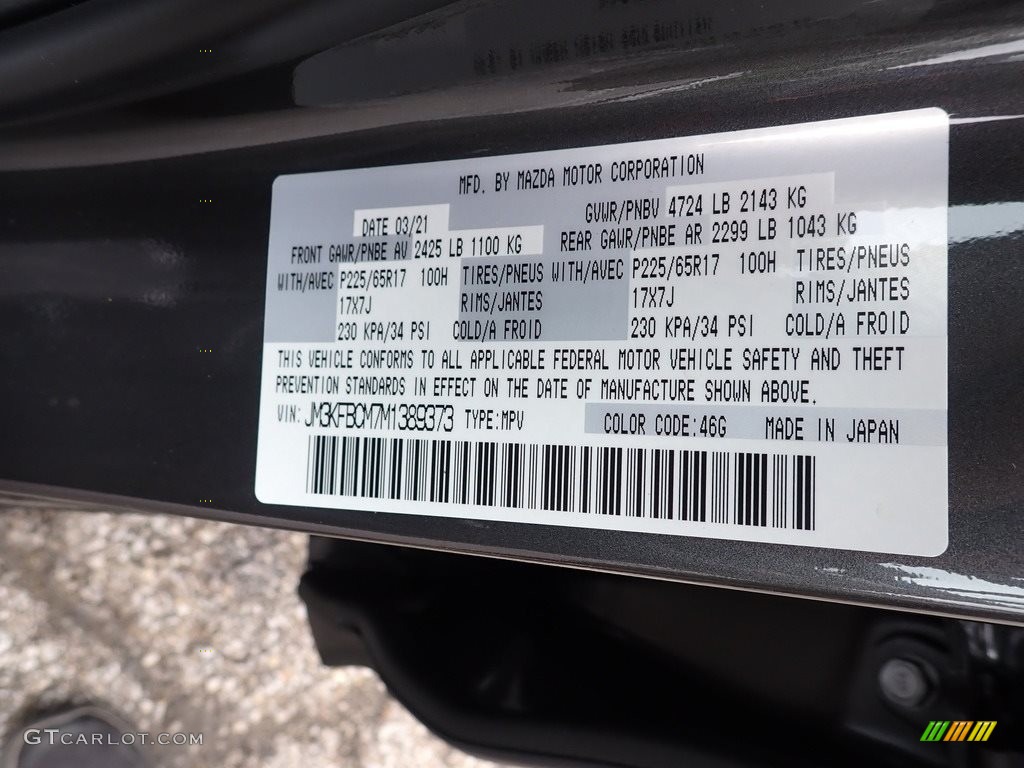 MFD. BY MAZDA MOTOR CORPORATION
DATE 03/21 GVWR/PNBV 4724 LB 2143 KG
FRONT GAWR/PNBE AV 2425 LB 1100 KG REAR GAWR/PNBE AR 2299 LB 1043 KG
WITH/AVEC P225/65R17 100H TIRES/PNEUS WITH/AVEC P225/65R17 100H TIRES/PNEUS
17X7J RIMS/JANTES 17X7J RIMS/JANTES
230 KPA/34 PSI COLD/A FROID 230 KPA/34 PSI COLD/A FROID
THIS VEHICLE CONFORMS TO ALL APPLICABLE FEDERAL MOTOR VEHICLE SAFETY AND THEFT
PREVENTION STANDARDS IN EFFECT ON THE DATE OF MANUFACTURE SHOWN ABOVE.
VIN: JM3KFBCM7M1389373 TYPE:MPV COLOR CODE:46G MADE IN JAPAN
GTCARLOT.COM